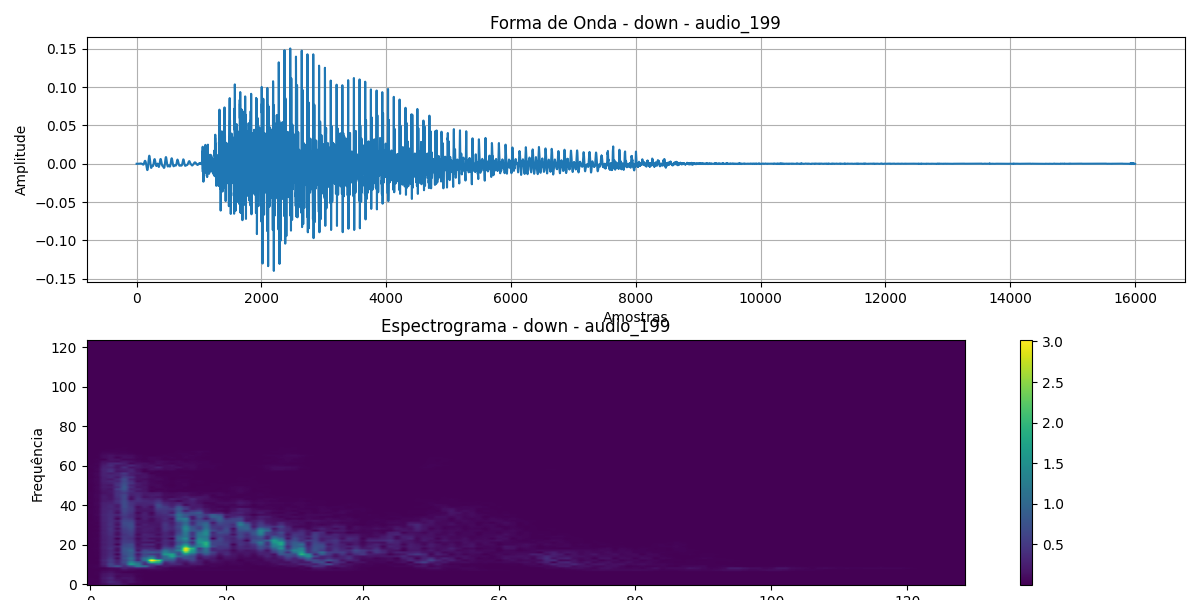 Forma de Onda - down - audio_199
0.15
0.10
0.05
0.00
−0.05
−0.10
−0.15
Amplitude
0 2000 4000 6000 8000 10000 12000 14000 16000
Amostras
Espectrograma - down - audio_199
120
100
80
60
40
20
0
Frequência
0 20 40 60 80 100 120
3.0
2.5
2.0
1.5
1.0
0.5